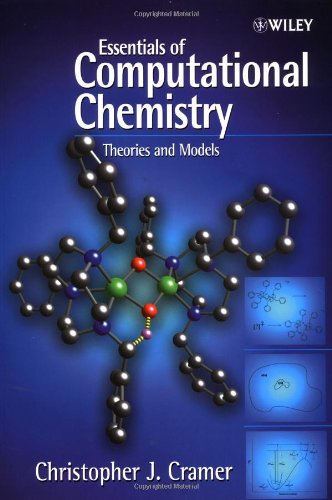 WILEY
Essentials of
Computational
Chemistry
Theories and Models
Christopher J. Cramer